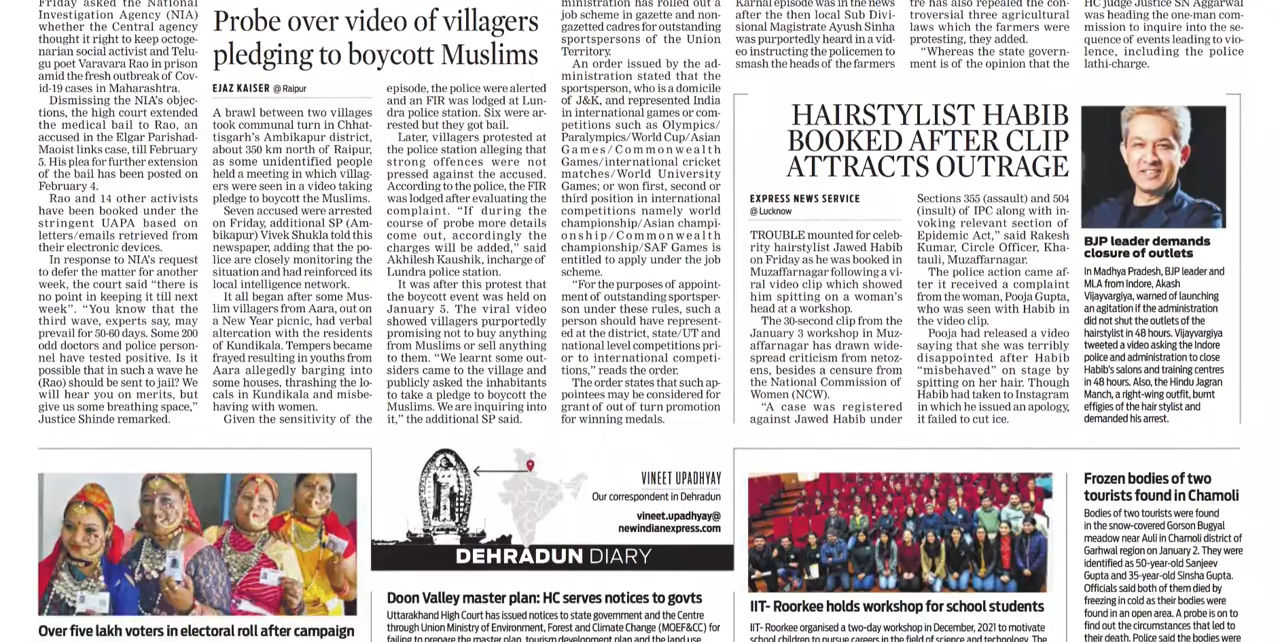 Friday asked the National
Investigation Agency (NIA)
whether the Central agency
thought it right to keep octoge-
narian social activist and Telu-
gu poet Varavara Rao in prison
amid the fresh outbreak of Cov-
id-19 cases in Maharashtra.
Dismissing the NIA's objec-
tions, the high court extended
the medical bail to Rao, an
accused in the Elgar Parishad-
Maoist links case, till February
5. His plea for further extension
of the bail has been posted on
February 4.
Rao and 14 other activists
have been booked under the
stringent UAPA based on
letters/emails retrieved from
their electronic devices.
In response to NIA's request
to defer the matter for another
week, the court said "there is
no point in keeping it till next
week". "You know that the
third wave, experts say, may
prevail for 50-60 days. Some 200
odd doctors and police person-
nel have tested positive. Is it
possible that in such a wave he
(Rao) should be sent to jail? We
will hear you on merits, but
give us some breathing space,"
Justice Shinde remarked.
Probe over video of villagers
pledging to boycott Muslims
EJAZ KAISER @ Raipur
A brawl between two villages
took communal turn in Chhat-
tisgarh's Ambikapur district,
about 350 km north of Raipur,
as some unidentified people
held a meeting in which villag-
ers were seen in a video taking
pledge to boycott the Muslims.
Seven accused were arrested
on Friday, additional SP (Am-
bikapur) Vivek Shukla told this
newspaper, adding that the po-
lice are closely monitoring the
situation and had reinforced its
local intelligence network.
It all began after some Mus-
lim villagers from Aara, out on
a New Year picnic, had verbal
altercation with the residents
of Kundikala. Tempers became
frayed resulting in youths from
Aara allegedly barging into
some houses, thrashing the lo-
cals in Kundikala and misbe-
having with women.
Given the sensitivity of the
episode, the police were alerted
and an FIR was lodged at Lun-
dra police station. Six were ar-
rested but they got bail.
Later, villagers protested at
the police station alleging that
strong offences were not
pressed against the accused.
According to the police, the FIR
was lodged after evaluating the
complaint. "If during the
course of probe more details
come out, accordingly the
charges will be added," said
Akhilesh Kaushik, incharge of
Lundra police station.
It was after this protest that
the boycott event was held on
January 5. The viral video
showed villagers purportedly
promising not to buy anything
from Muslims or sell anything
to them. "We learnt some out-
siders came to the village and
publicly asked the inhabitants
to take a pledge to boycott the
Muslims. We are inquiring into
it," the additional SP said.
ministration has rolled out a
job scheme in gazette and non-
gazetted cadres for outstanding
sportspersons of the Union
Territory.
An order issued by the ad-
ministration stated that the
sportsperson, who is a domicile
of J&K, and represented India
in international games or com-
petitions such as Olympics/
Paralympics/World Cup/Asian
Games/Commonwealth
Games/international cricket
matches/World University
Games; or won first, second or
third position in international
competitions namely world
championship/Asian champi-
onship/Commonwealth
championship/SAF Games is
entitled to apply under the job
scheme.
"For the purposes of appoint-
ment of outstanding sportsper-
son under these rules, such a
person should have represent-
ed at the district, state/UT and
national level competitions pri-
or to international competi-
tions," reads the order.
The order states that such ap-
pointees may be considered for
grant of out of turn promotion
for winning medals.
Karnal episode was in the news
after the then local Sub Divi-
sional Magistrate Ayush Sinha
was purportedly heard in a vid-
eo instructing the policemen to
smash the heads of the farmers
tre has also repealed the con-
troversial three agricultural
laws which the farmers were
protesting, they added.
"Whereas the state govern-
ment is of the opinion that the
HC judge Justice SN Aggarwal
was heading the one-man com-
mission to inquire into the se-
quence of events leading to vio-
lence, including the police
lathi-charge.
HAIRSTYLIST HABIB
BOOKED AFTER CLIP
ATTRACTS OUTRAGE
EXPRESS NEWS SERVICE
@ Lucknow
TROUBLE mounted for celeb-
rity hairstylist Jawed Habib
on Friday as he was booked in
Muzaffarnagar following a vi-
ral video clip which showed
him spitting on a woman's
head at a workshop.
The 30-second clip from the
January 3 workshop in Muz-
affarnagar has drawn wide-
spread criticism from netoz-
ens, besides a censure from
the National Commission of
Women (NCW).
"A case was registered
against Jawed Habib under
Sections 355 (assault) and 504
(insult) of IPC along with in-
voking relevant section of
Epidemic Act," said Rakesh
Kumar, Circle Officer, Kha-
tauli, Muzaffarnagar.
The police action came af-
ter it received a complaint
from the woman, Pooja Gupta,
who was seen with Habib in
the video clip.
Pooja had released a video
saying that she was terribly
disappointed after Habib
"misbehaved" on stage by
spitting on her hair. Though
Habib had taken to Instagram
in which he issued an apology,
it failed to cut ice.
BJP leader demands
closure of outlets
In Madhya Pradesh, BJP leader and
MLA from Indore, Akash
Vijayvargiya, warned of launching
an agitation if the administration
did not shut the outlets of the
hairstylist in 48 hours. Vijayvargiya
tweeted a video asking the Indore
police and administration to close
Habib's salons and training centres
in 48 hours. Also, the Hindu Jagran
Manch, a right-wing outfit, burnt
effigies of the hair stylist and
demanded his arrest.
Over five lakh voters in electoral roll after campaign
VINEET UPADHYAY
Our correspondent in Dehradun
vineet.upadhyay@
newindianexpress.com
DEHRADUN DIARY
Doon Valley master plan: HC serves notices to govts
Uttarakhand High Court has issued notices to state government and the Centre
through Union Ministry of Environment, Forest and Climate Change (MOEF&CC) for
failing to prepare the master plan, tourism development plan and the land use
IIT- Roorkee holds workshop for school students
IIT- Roorkee organised a two-day workshop in December, 2021 to motivate
school children to pursue careers in the field of science and technology. The
Frozen bodies of two
tourists found in Chamoli
Bodies of two tourists were found
in the snow-covered Gorson Bugyal
meadow near Auli in Chamoli district of
Garhwal region on January 2. They were
identified as 50-year-old Sanjeev
Gupta and 35-year-old Sinsha Gupta.
Officials said both of them died by
freezing in cold as their bodies were
found in an open area. A probe is on to
find out the circumstances that led to
their death. Police said the bodies were